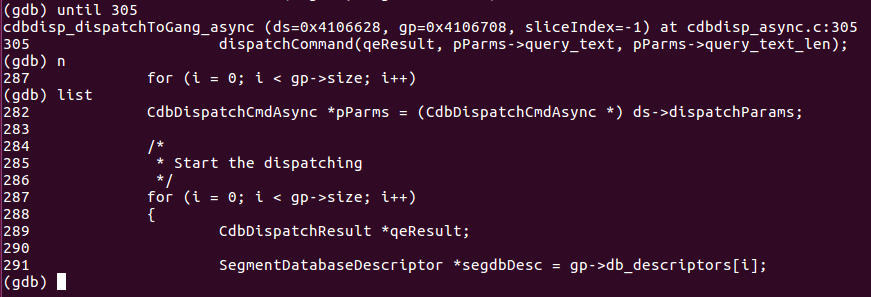 (gdb) until 305
cdbdisp_dispatchToGang_async (ds=0x4106628, gp=0x4106708, sliceIndex=-1) at cdbdisp_async.c:305
305 dispatchCommand(qeResult, pParms->query_text, pParms->query_text_len);
(gdb) n
287 for (i = 0; i < gp->size; i++)
(gdb) list
282 CdbDispatchCmdAsync *pParms = (CdbDispatchCmdAsync *) ds->dispatchParams;
283
284 /*
285 * Start the dispatching
286 */
287 for (i = 0; i < gp->size; i++)
288 {
289 CdbDispatchResult *qeResult;
290
291 SegmentDatabaseDescriptor *segdbDesc = gp->db_descriptors[i];
(gdb)